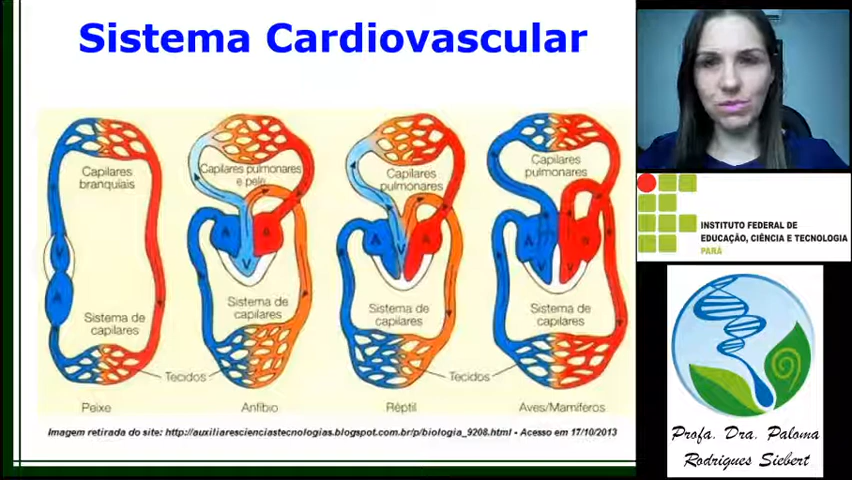 Sistema Cardiovascular
Capilares
branquiais
V
A
Sistema de
capilares
Peixe
Capilares pulmonares
e pele
A
A
V
Sistema de
capilares
Tecidos
Anfíbio
Capilares
pulmonares
A
A
V
Sistema de
capilares
Réptil
Capilares
pulmonares
A
A
V
V
Sistema de
capilares
Tecidos
Aves/Mamíferos
Imagem retirada do site: http://auxiliarescienciastecnologias.blogspot.com.br/p/biologia_9208.html - Acesso em 17/10/2013
INSTITUTO FEDERAL DE
EDUCAÇÃO, CIÊNCIA E TECNOLOGIA
PARÁ
Profa. Dra. Paloma
Rodrigues Siebert